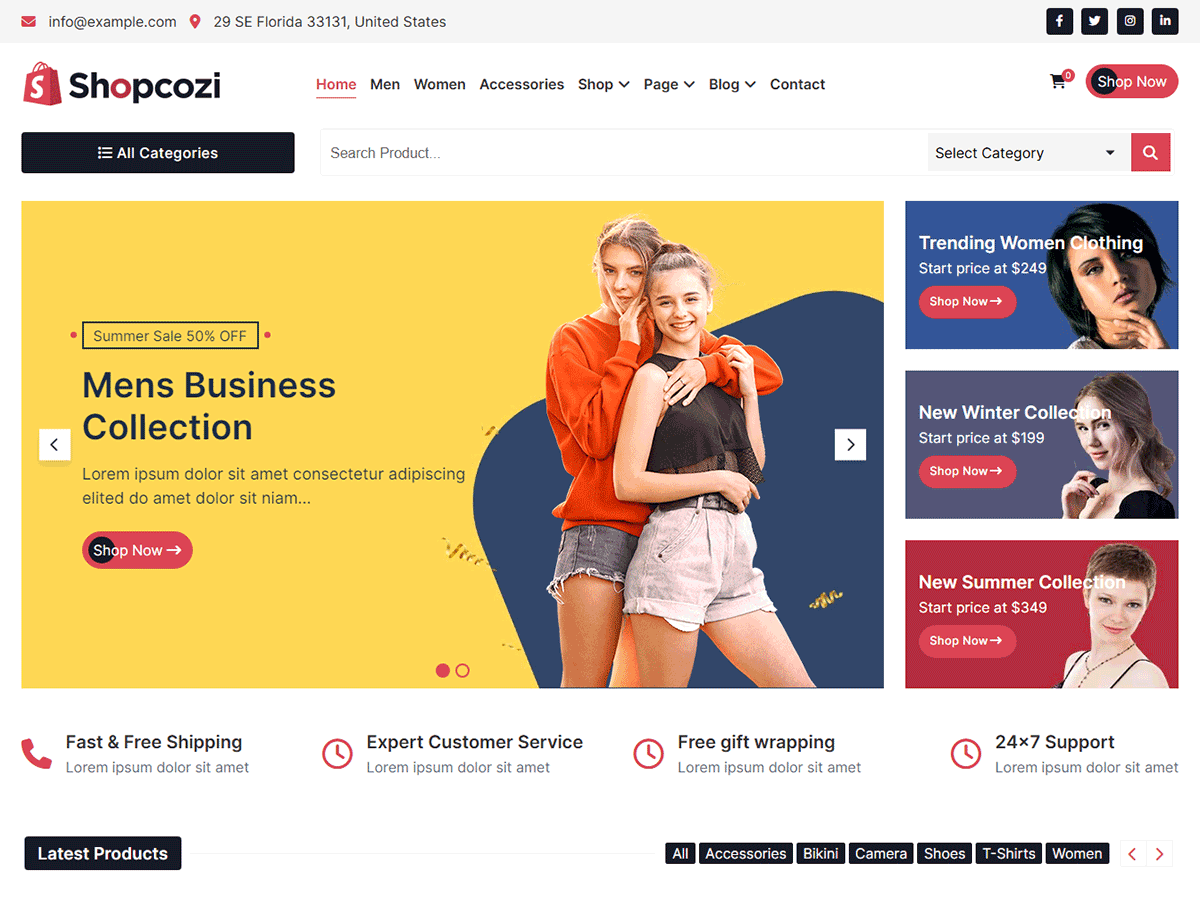 info@example.com 29 SE Florida 33131, United States
Shopcozi
Home Men Women Accessories Shop Page Blog Contact
0
Shop Now
All Categories
Search Product...
Select Category
Summer Sale 50% OFF
Mens Business
Collection
Lorem ipsum dolor sit amet consectetur adipiscing
elited do amet dolor sit niam...
Shop Now
Trending Women Clothing
Start price at $249
Shop Now
New Winter Collection
Start price at $199
Shop Now
New Summer Collection
Start price at $349
Shop Now
Fast & Free Shipping
Lorem ipsum dolor sit amet
Expert Customer Service
Lorem ipsum dolor sit amet
Free gift wrapping
Lorem ipsum dolor sit amet
24×7 Support
Lorem ipsum dolor sit amet
Latest Products
All Accessories Bikini Camera Shoes T-Shirts Women